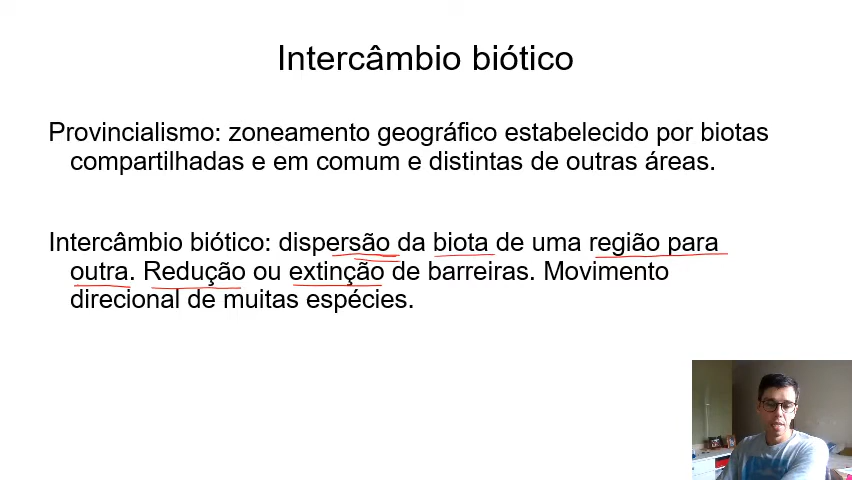 Intercâmbio biótico
Provincialismo: zoneamento geográfico estabelecido por biotas
compartilhadas e em comum e distintas de outras áreas.
Intercâmbio biótico: dispersão da biota de uma região para
outra. Redução ou extinção de barreiras. Movimento
direcional de muitas espécies.